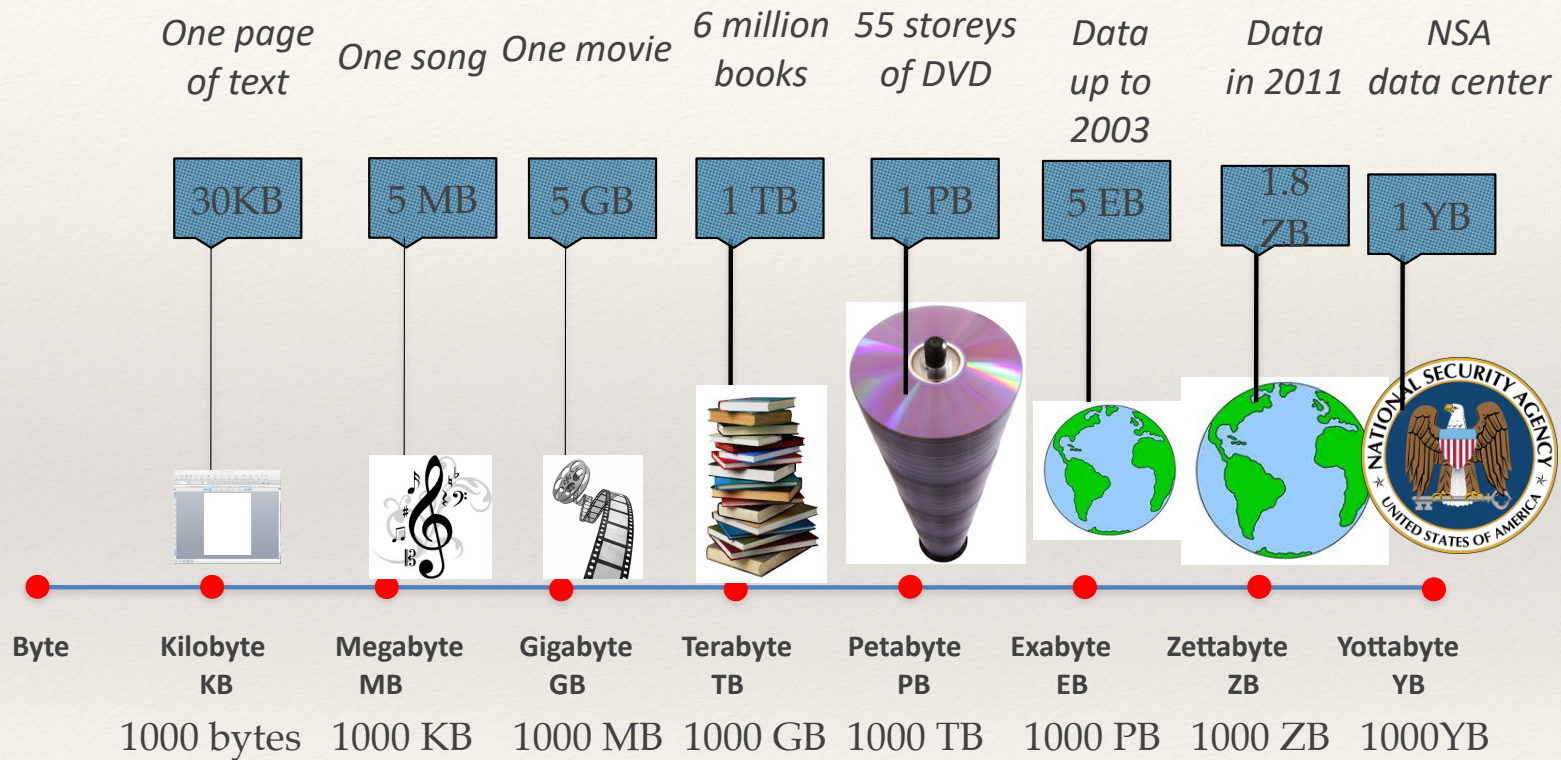 One page
of text
One song
One movie
6 million
books
55 storeys
of DVD
Data
up to
2003
Data
in 2011
NSA
data center
30KB
5 MB
5 GB
1 TB
1 PB
5 EB
1.8
ZB
1 YB
NATIONAL SECURITY AGENCY
UNITED STATES OF AMERICA
Byte
Kilobyte
KB
Megabyte
MB
Gigabyte
GB
Terabyte
TB
Petabyte
PB
Exabyte
EB
Zettabyte
ZB
Yottabyte
YB
1000 bytes
1000 KB
1000 MB
1000 GB
1000 TB
1000 PB
1000 ZB
1000YB